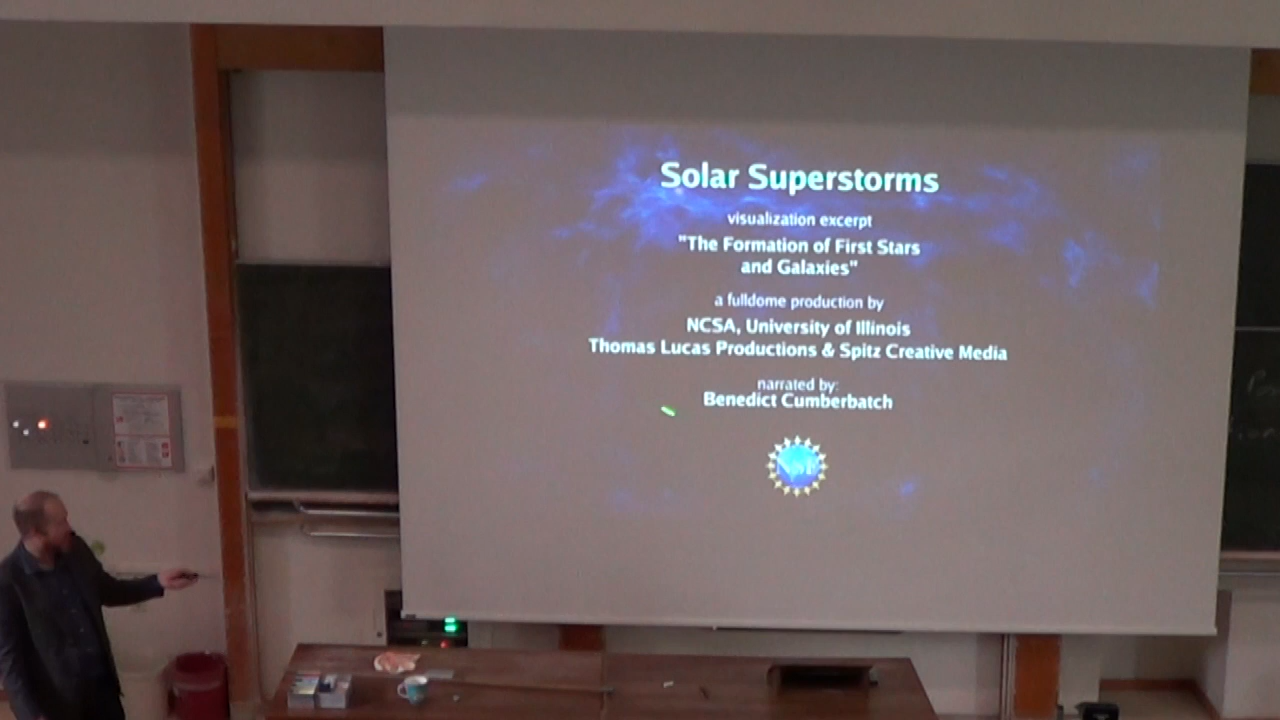 Solar Superstorms
visualization excerpt
"The Formation of First Stars
and Galaxies"
a fulldome production by
NCSA, University of Illinois
Thomas Lucas Productions & Spitz Creative Media
narrated by:
Benedict Cumberbatch
NSF